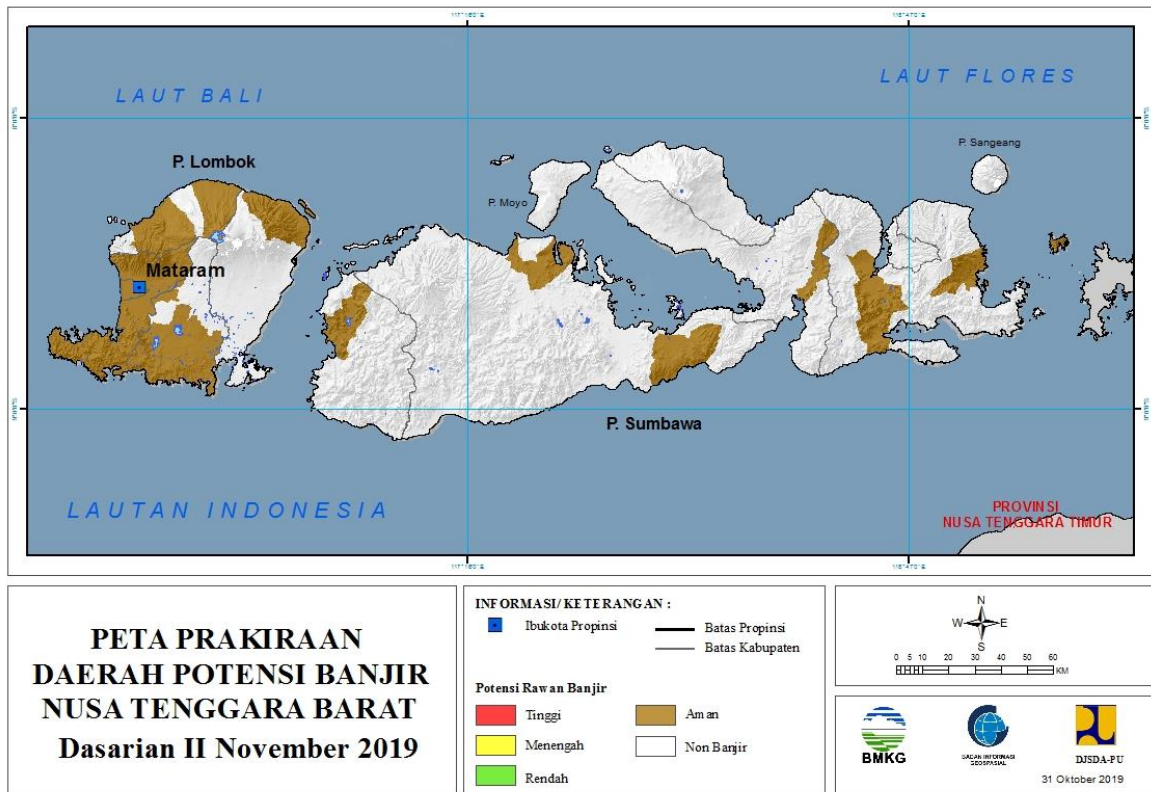 LAUT BALI
LAUT FLORES
P. Lombok
P. Sangeang
P. Moyo
Mataram
P. Sumbawa
LAUTAN INDONESIA
PROVINSI
NUSA TENGGARA TIMUR
PETA PRAKIRAAN
DAERAH POTENSI BANJIR
NUSA TENGGARA BARAT
Dasarian II November 2019
INFORMASI/ KETERANGAN :
Ibukota Propinsi
Batas Propinsi
Batas Kabupaten
Potensi Rawan Banjir
Tinggi
Menengah
Rendah
Aman
Non Banjir
N
W E
S
0 5 10 20 30 40 50 60
KM
BMKG
BADAN INFORMASI
GEOSPASIAL
DJSDA-PU
31 Oktober 2019